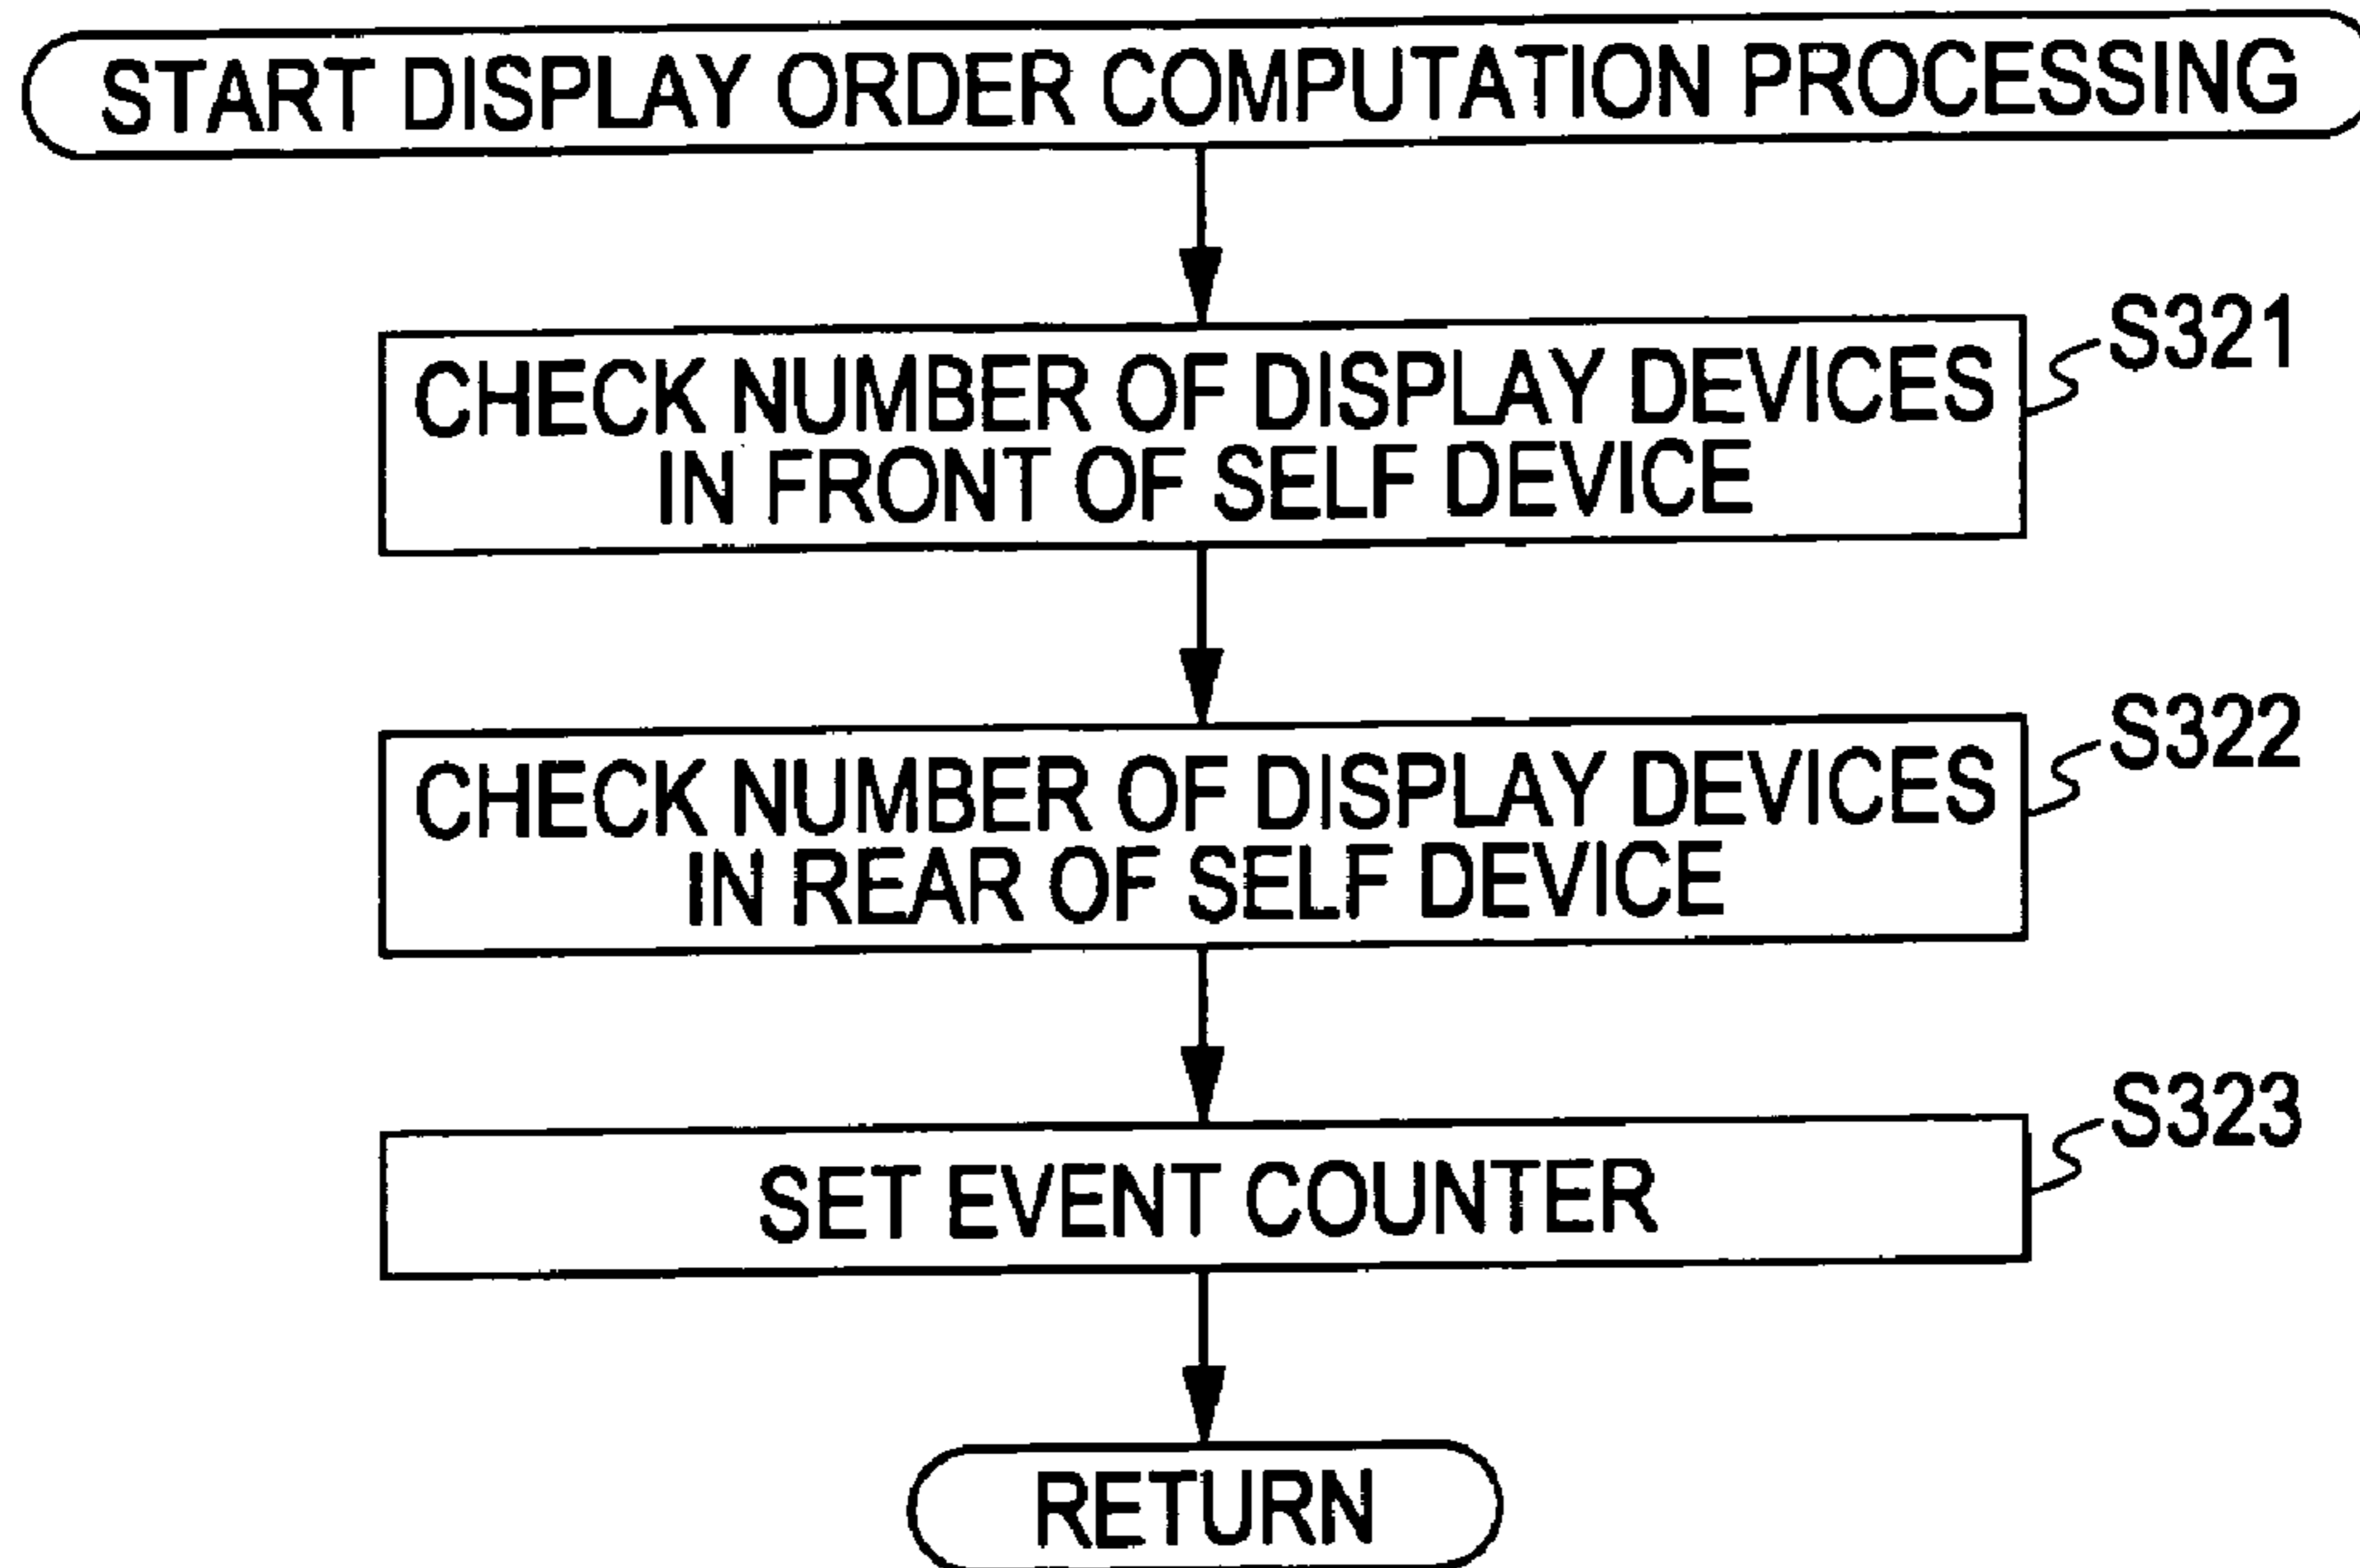 START DISPLAY ORDER COMPUTATION PROCESSING
S321
CHECK NUMBER OF DISPLAY DEVICES
IN FRONT OF SELF DEVICE
S322
CHECK NUMBER OF DISPLAY DEVICES
IN REAR OF SELF DEVICE
S323
SET EVENT COUNTER
RETURN